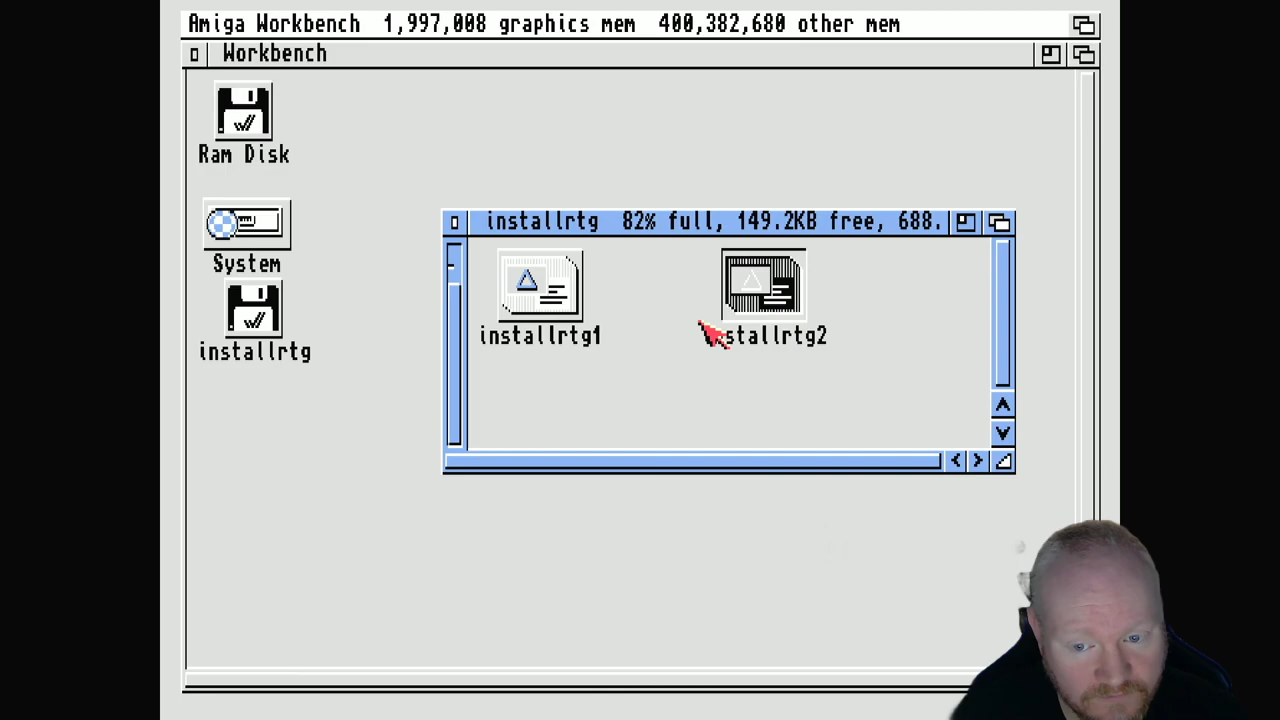 Amiga Workbench 1,997,008 graphics mem 400,382,680 other mem
Workbench
Ram Disk
System
installrtg
installrtg 82% full, 149.2KB free, 688.
installrtg1
stallrtg2